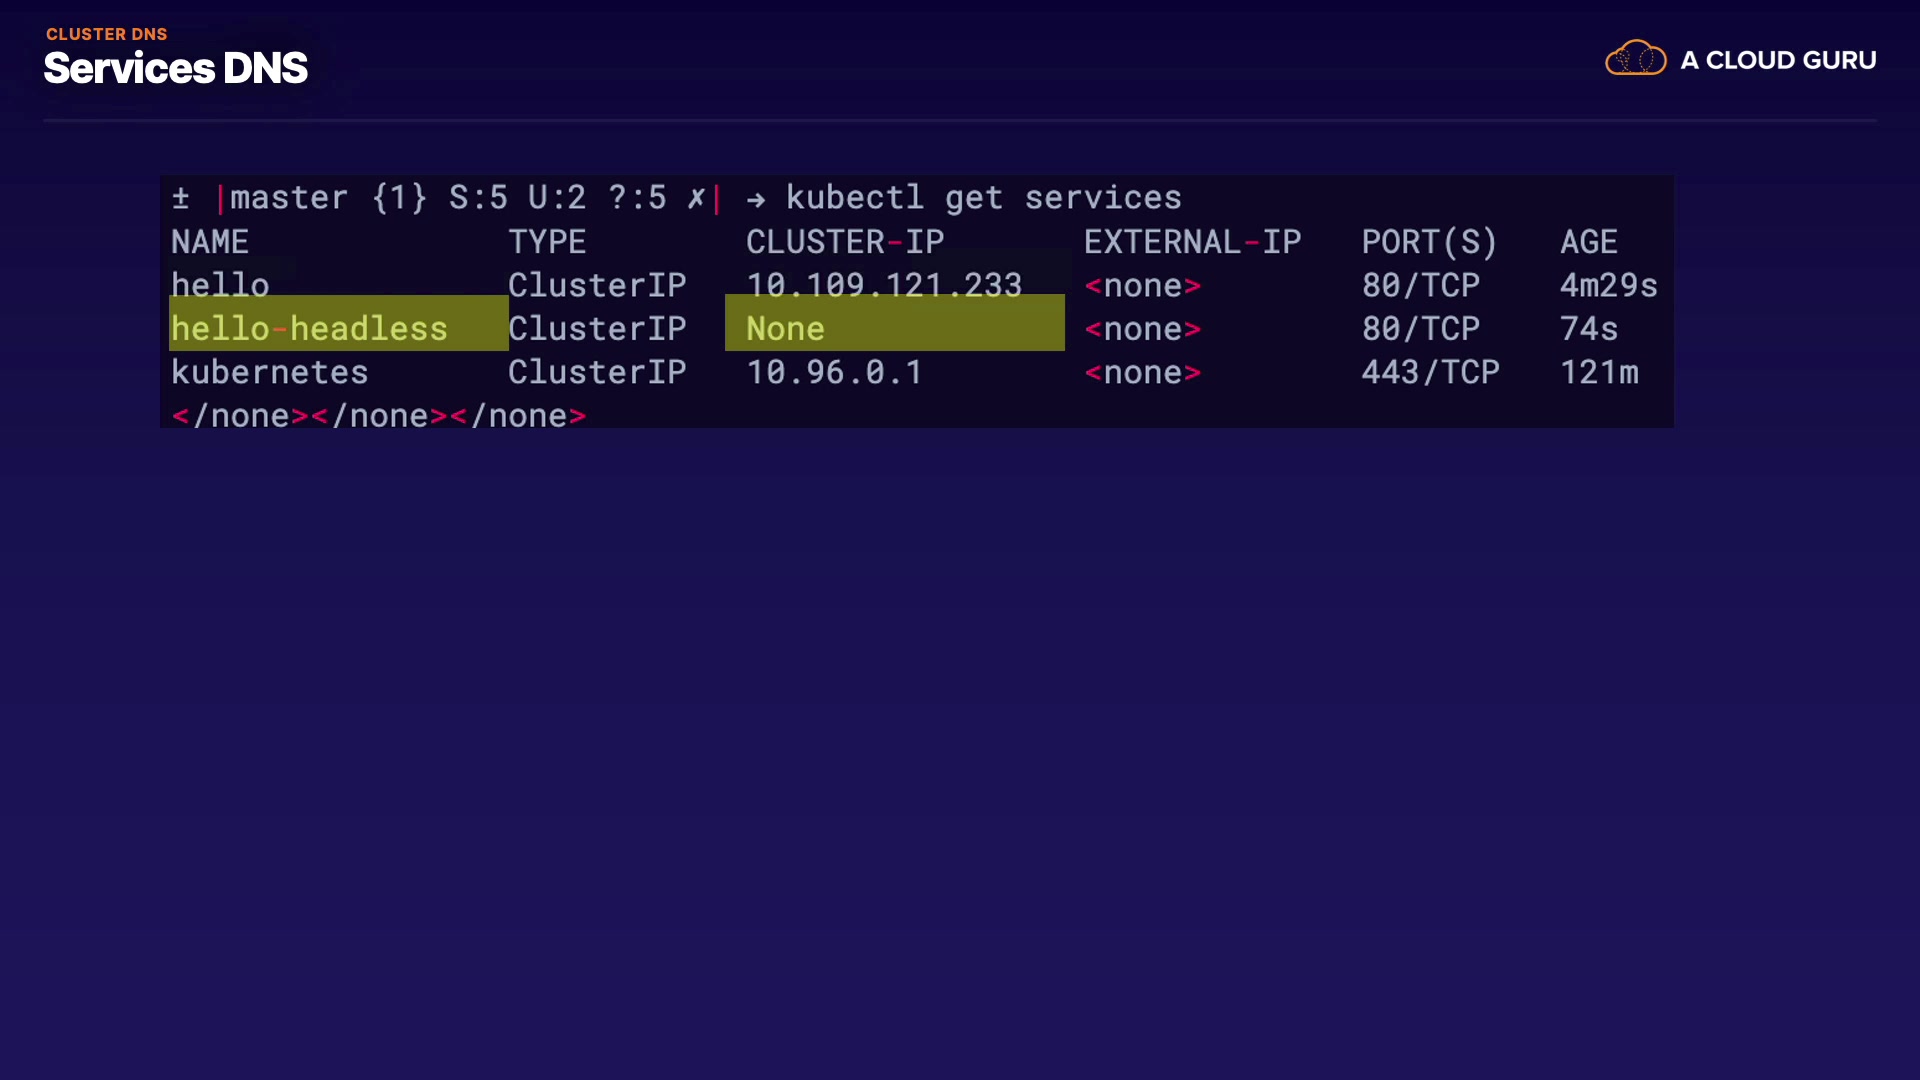 CLUSTER DNS
Services DNS
A CLOUD GURU
± |master {1} S:5 U:2 ?:5 ✗| → kubectl get services
NAME TYPE CLUSTER-IP EXTERNAL-IP PORT(S) AGE
hello ClusterIP 10.109.121.233 <none> 80/TCP 4m29s
hello-headless ClusterIP None <none> 80/TCP 74s
kubernetes ClusterIP 10.96.0.1 <none> 443/TCP 121m
</none></none></none>